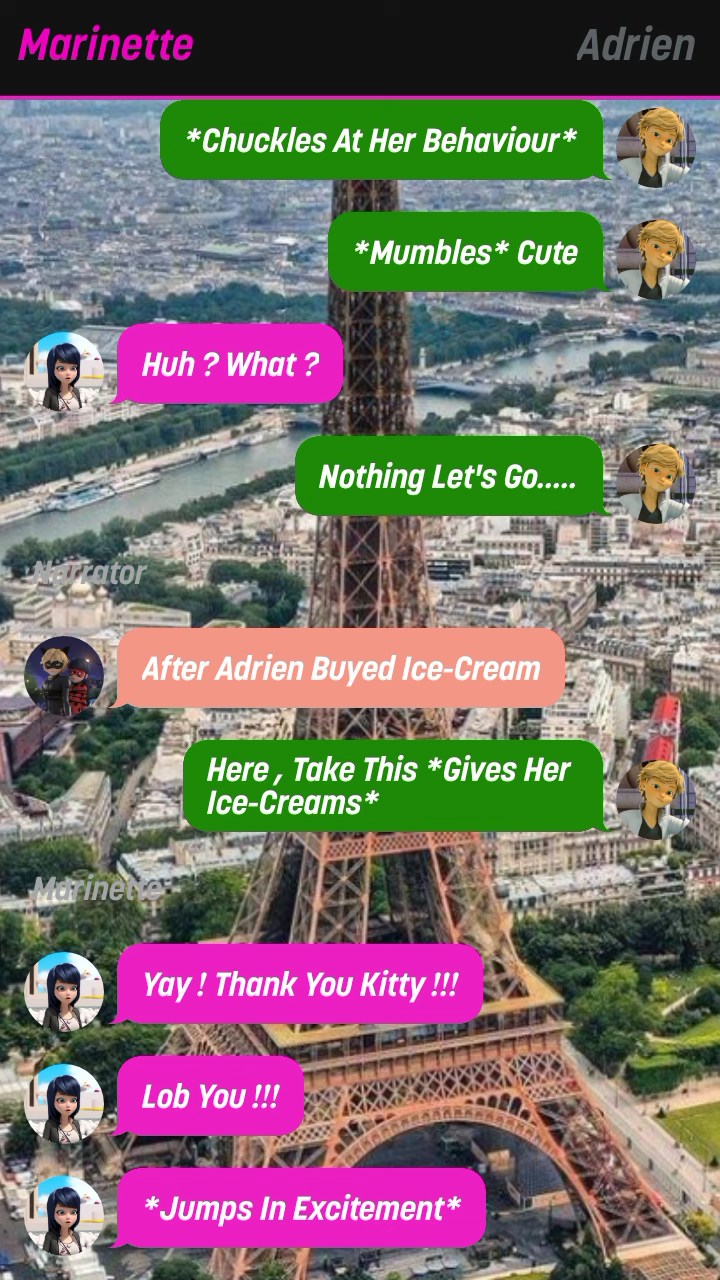 Marinette
Adrien
*Chuckles At Her Behaviour*
*Mumbles* Cute
Huh ? What ?
Nothing Let's Go.....
Narrator
After Adrien Buyed Ice-Cream
Here , Take This *Gives Her
Ice-Creams*
Marinette
Yay ! Thank You Kitty !!!
Lob You !!!
*Jumps In Excitement*